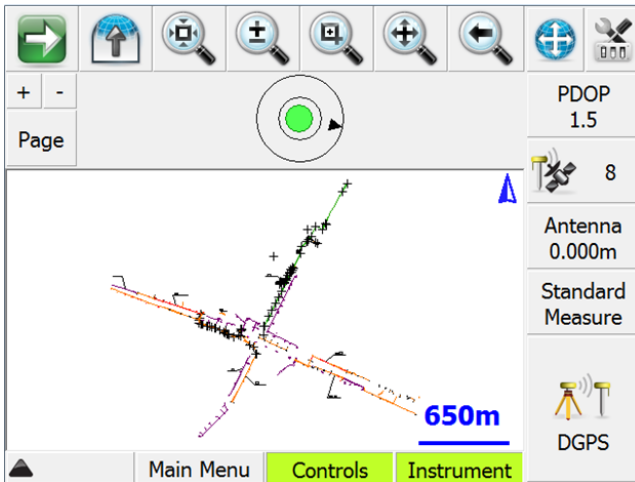 + -
Page
PDOP
1.5
8
Antenna
0.000m
Standard
Measure
DGPS
650m
Main Menu
Controls
Instrument